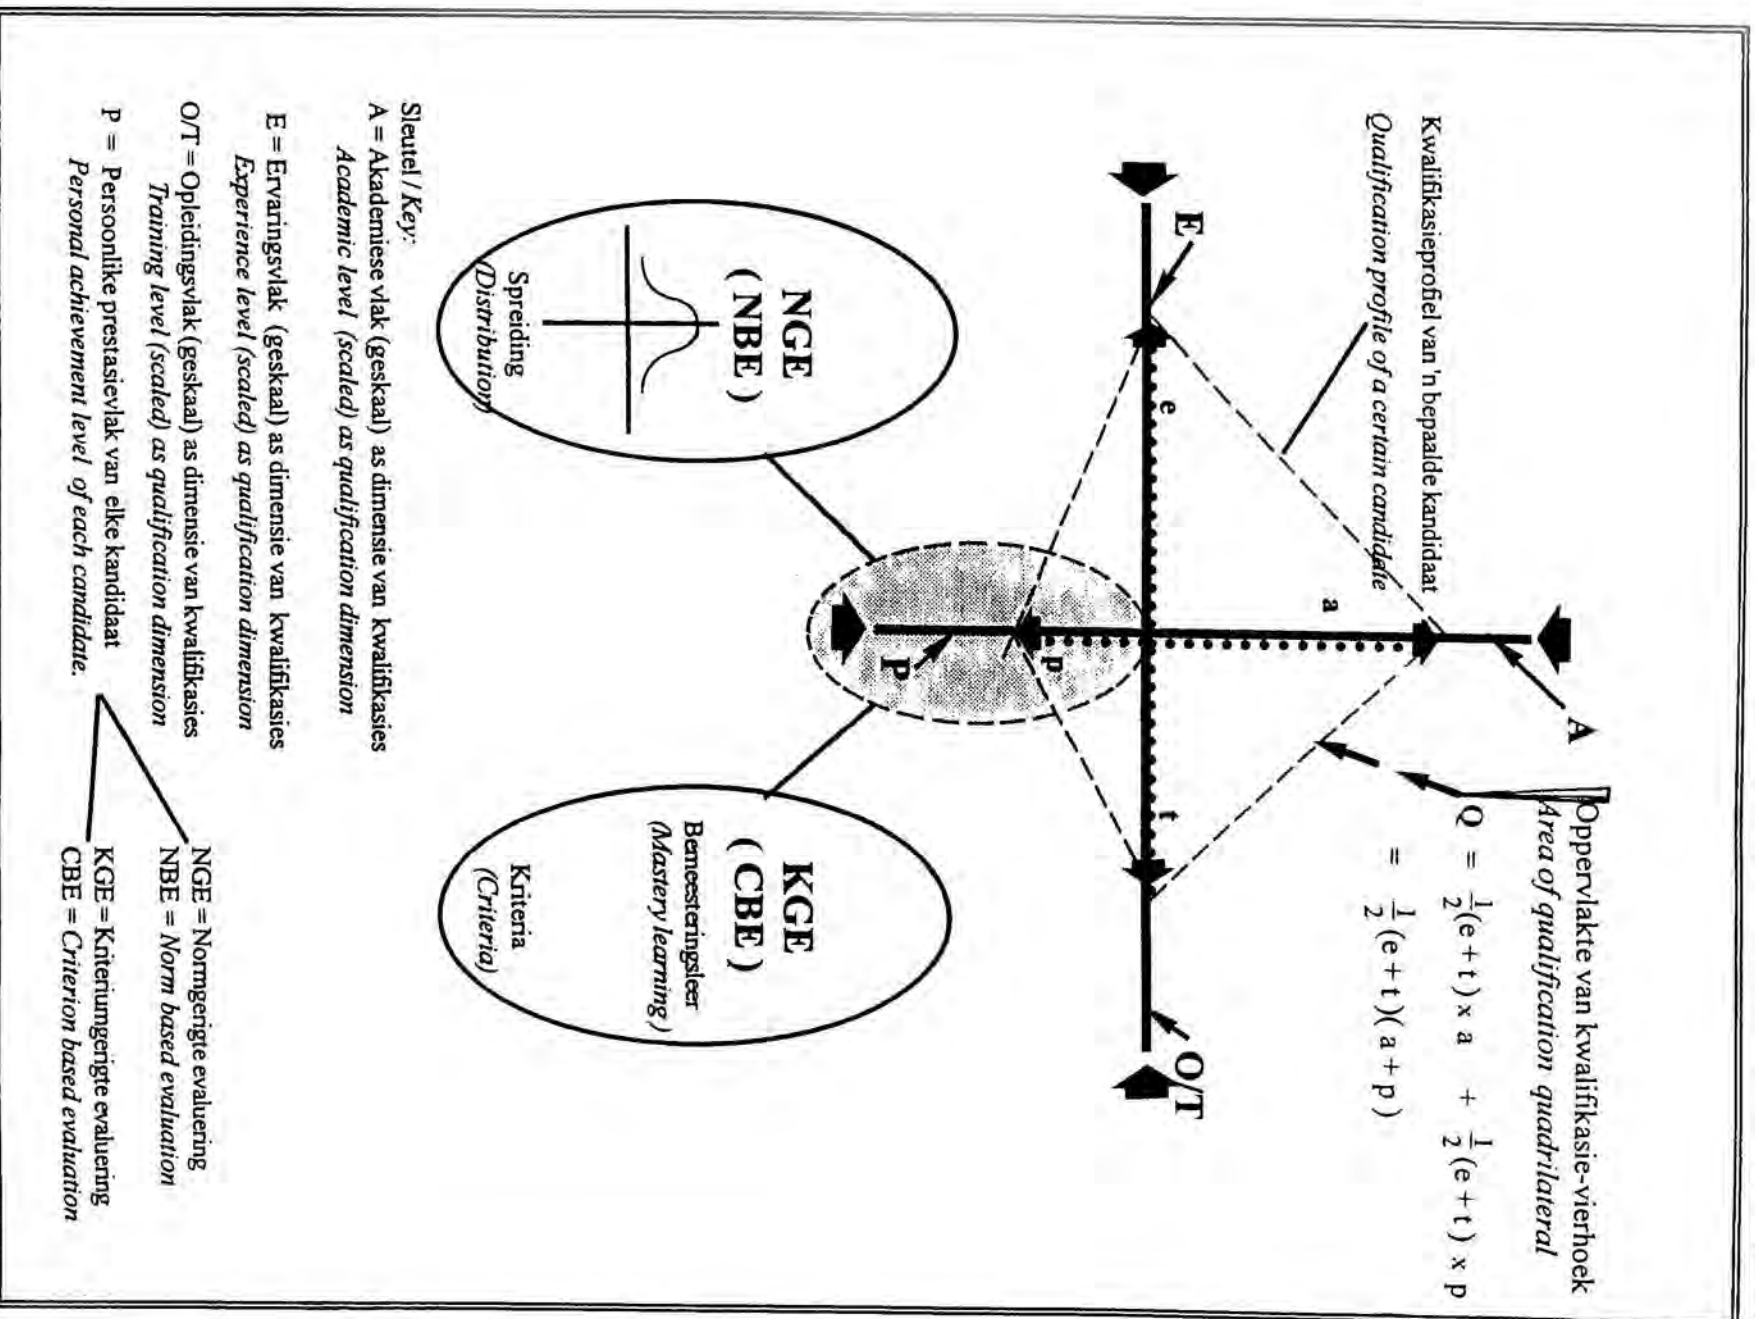 Kwalifikasieprofiel van 'n bepaalde kandidaat
Qualification profile of a certain candidate
Oppervlakte van kwalifikasie-vierhoek
Area of qualification quadrilateral
Q = 1/2 (e + t) x a + 1/2 (e + t) x p
= 1/2 (e + t)( a + p )
A
a
E
e
t
O/T
p
P
NGE
(NBE)
Spreiding
(Distribution)
KGE
(CBE)
Bemeesteringsleer
(Mastery learning)
Kriteria
(Criteria)
Sleutel / Key:
A = Akademiese vlak (geskaal) as dimensie van kwalifikasies
Academic level (scaled) as qualification dimension
E = Ervaringsvlak (geskaal) as dimensie van kwalifikasies
Experience level (scaled) as qualification dimension
O/T = Opleidingsvlak (geskaal) as dimensie van kwalifikasies
Training level (scaled) as qualification dimension
P = Persoonlike prestasievlak van elke kandidaat
Personal achievement level of each candidate.
NGE = Normgerigte evaluering
NBE = Norm based evaluation
KGE = Kriteriumgerigte evaluering
CBE = Criterion based evaluation